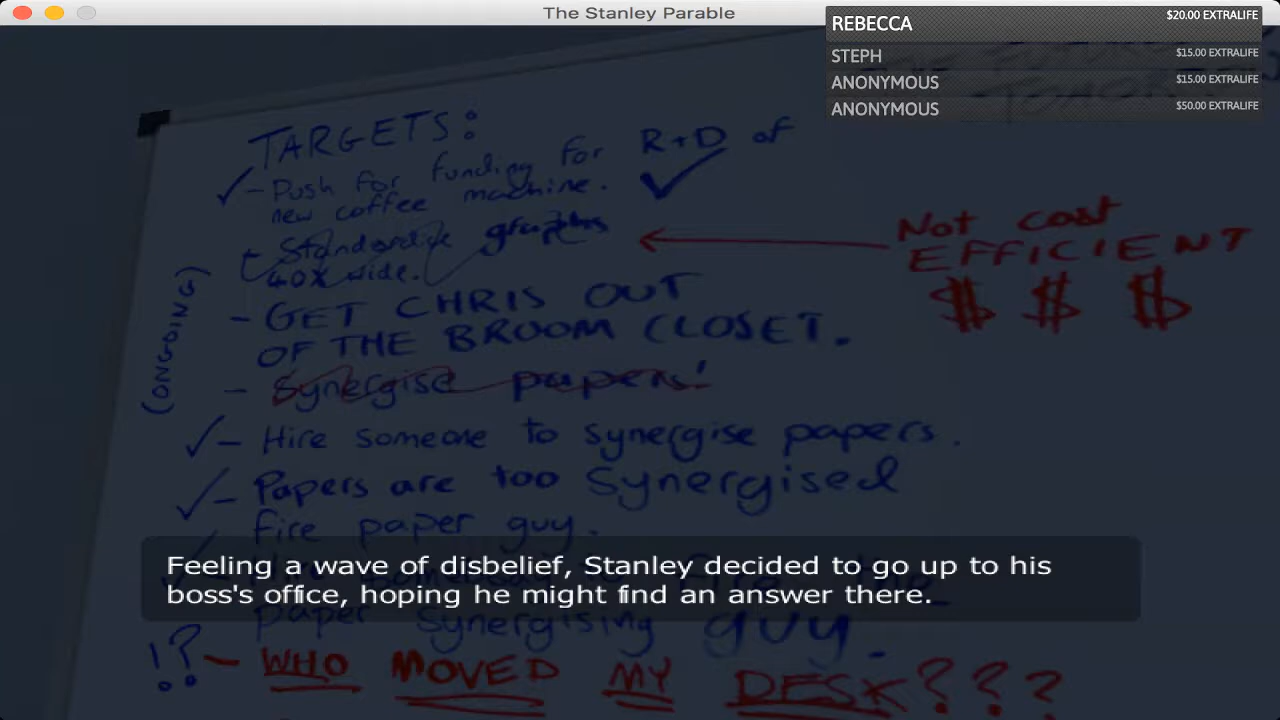 The Stanley Parable
REBECCA $20.00 EXTRALIFE
STEPH $15.00 EXTRALIFE
ANONYMOUS $15.00 EXTRALIFE
ANONYMOUS $50.00 EXTRALIFE
TARGETS:
- Push for funding for R+D of
new coffee machine.
- Standardize graphs
40x wide.
Not cost
EFFICIENT
$ $ $
(ONGOING)
- GET CHRIS OUT
OF THE BROOM CLOSET.
- Synergise papers!
- Hire someone to synergise papers.
- Papers are too Synergised
fire paper guy.
Feeling a wave of disbelief, Stanley decided to go up to his
boss's office, hoping he might find an answer there.
paper synergising guy.
!? - WHO MOVED MY DESK???